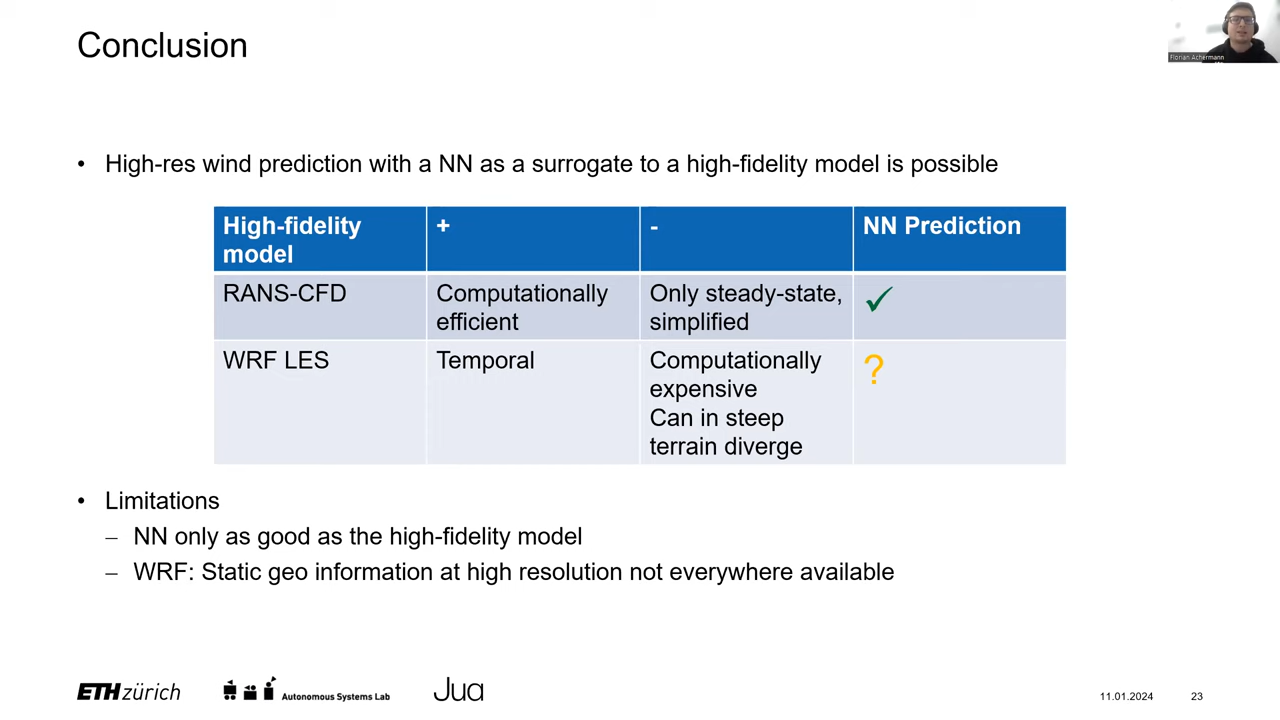 Conclusion
Florian Achermann
• High-res wind prediction with a NN as a surrogate to a high-fidelity model is possible
High-fidelity model
+
-
NN Prediction
RANS-CFD
Computationally efficient
Only steady-state, simplified
✓
WRF LES
Temporal
Computationally expensive
Can in steep terrain diverge
?
• Limitations
– NN only as good as the high-fidelity model
– WRF: Static geo information at high resolution not everywhere available
ETH zürich
Autonomous Systems Lab
Jua
11.01.2024
23